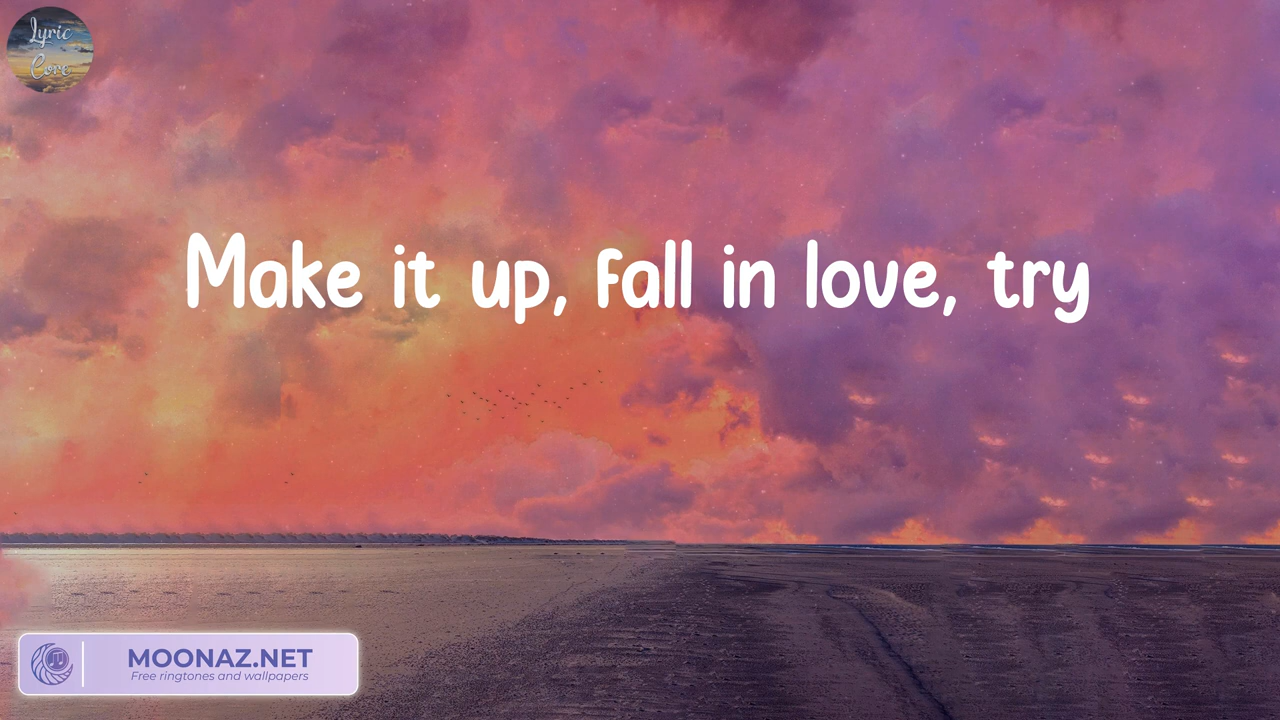 Lyric
Core
Make it up, fall in love, try
MOONAZ.NET
Free ringtones and wallpapers